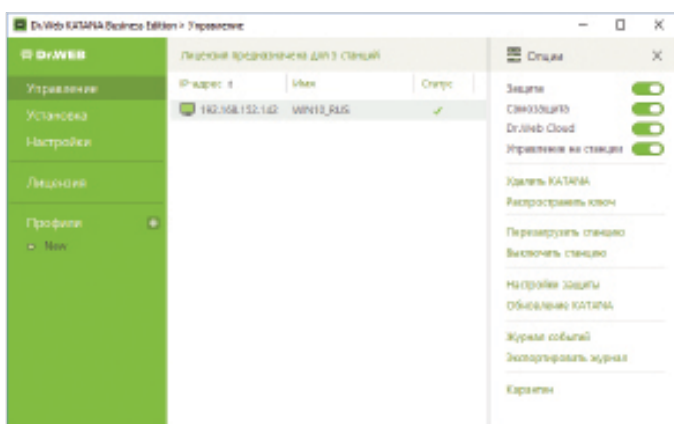 Dr.Web KATANA Business Edition > Управление
Dr.WEB
Управление
Установка
Настройки
Лицензия
Профили
New
Лицензия предназначена для 5 станций
IP-адрес Имя Статус
192.168.152.142 WIN10_RUS
Опции
Защита
Самозащита
Dr.Web Cloud
Управление на станции
Удалить KATANA
Распространить ключ
Перезагрузить станцию
Выключить станцию
Настройки защиты
Обновление KATANA
Журнал событий
Экспортировать журнал
Карантин